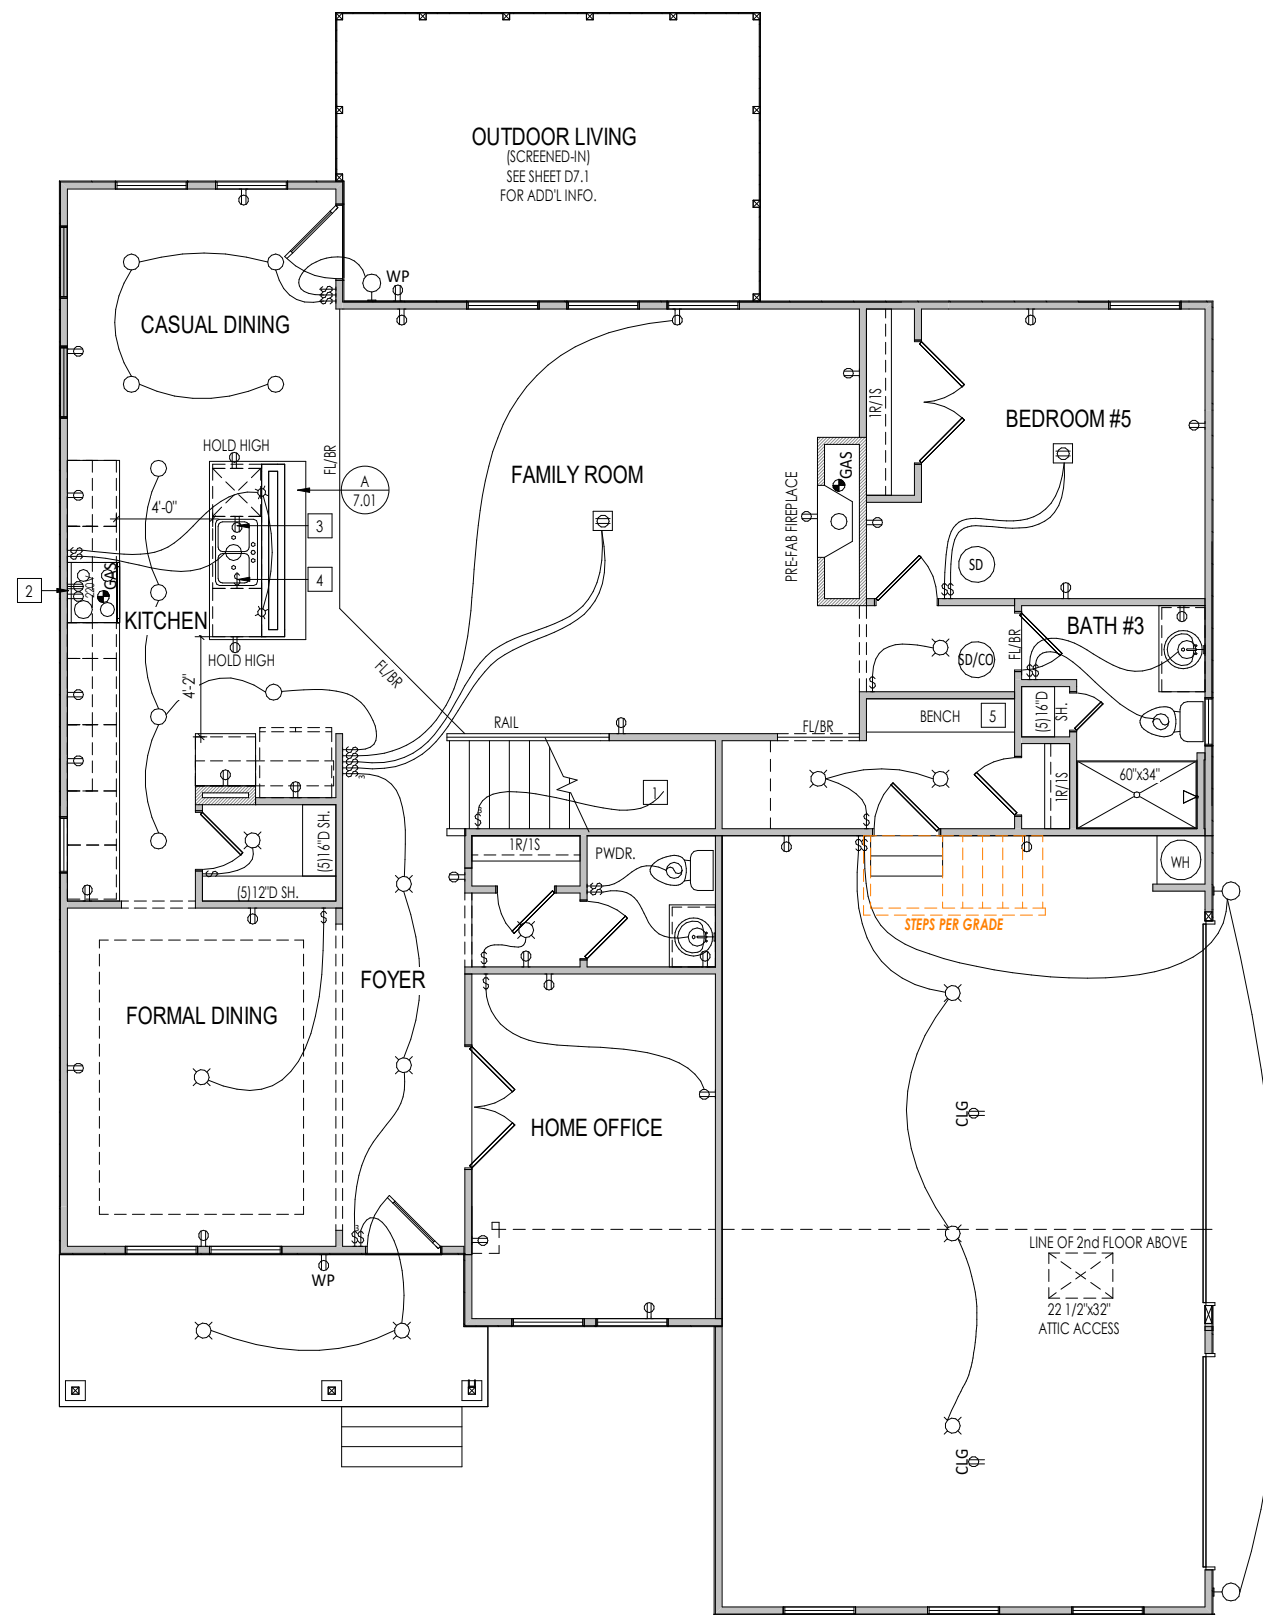 OUTDOOR LIVING
(SCREENED-IN)
SEE SHEET D7.1
FOR ADD'L INFO.
WP
CASUAL DINING
FL/BR
HOLD HIGH
A
7.01
4'-0"
3
4
2
220V
GAS
KITCHEN
HOLD HIGH
4'-2"
FL/BR
FAMILY ROOM
PRE-FAB FIREPLACE
GAS
1R/1S
BEDROOM #5
SD
SD/CO
FL/BR
BATH #3
RAIL
FL/BR
BENCH
5
(5)16"D
SH.
1R/1S
60"x34"
1
3
3
(5)16"D SH.
(5)12"D SH.
1R/1S
PWDR.
WH
STEPS PER GRADE
FOYER
FORMAL DINING
HOME OFFICE
CLG
3
WP
LINE OF 2nd FLOOR ABOVE
22 1/2"x32"
ATTIC ACCESS
CLG